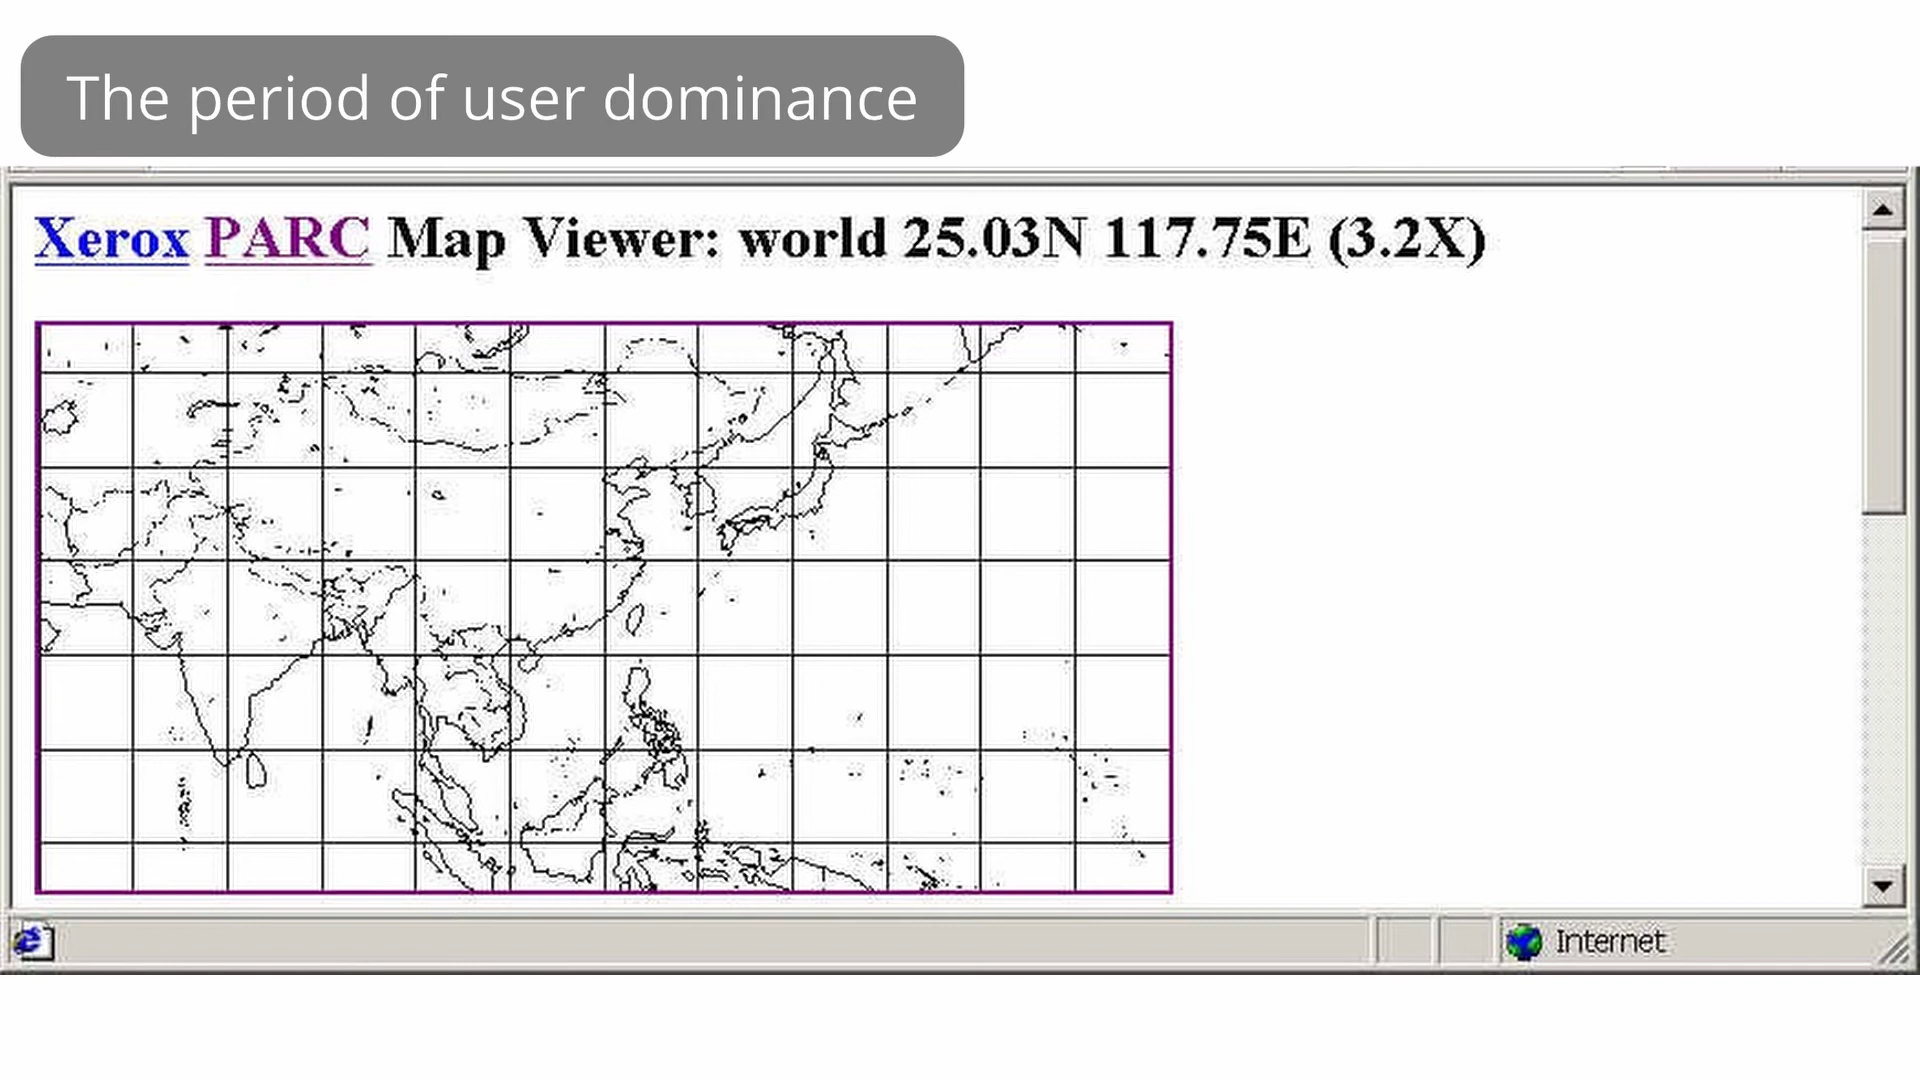 The period of user dominance
Xerox PARC Map Viewer: world 25.03N 117.75E (3.2X)
Internet